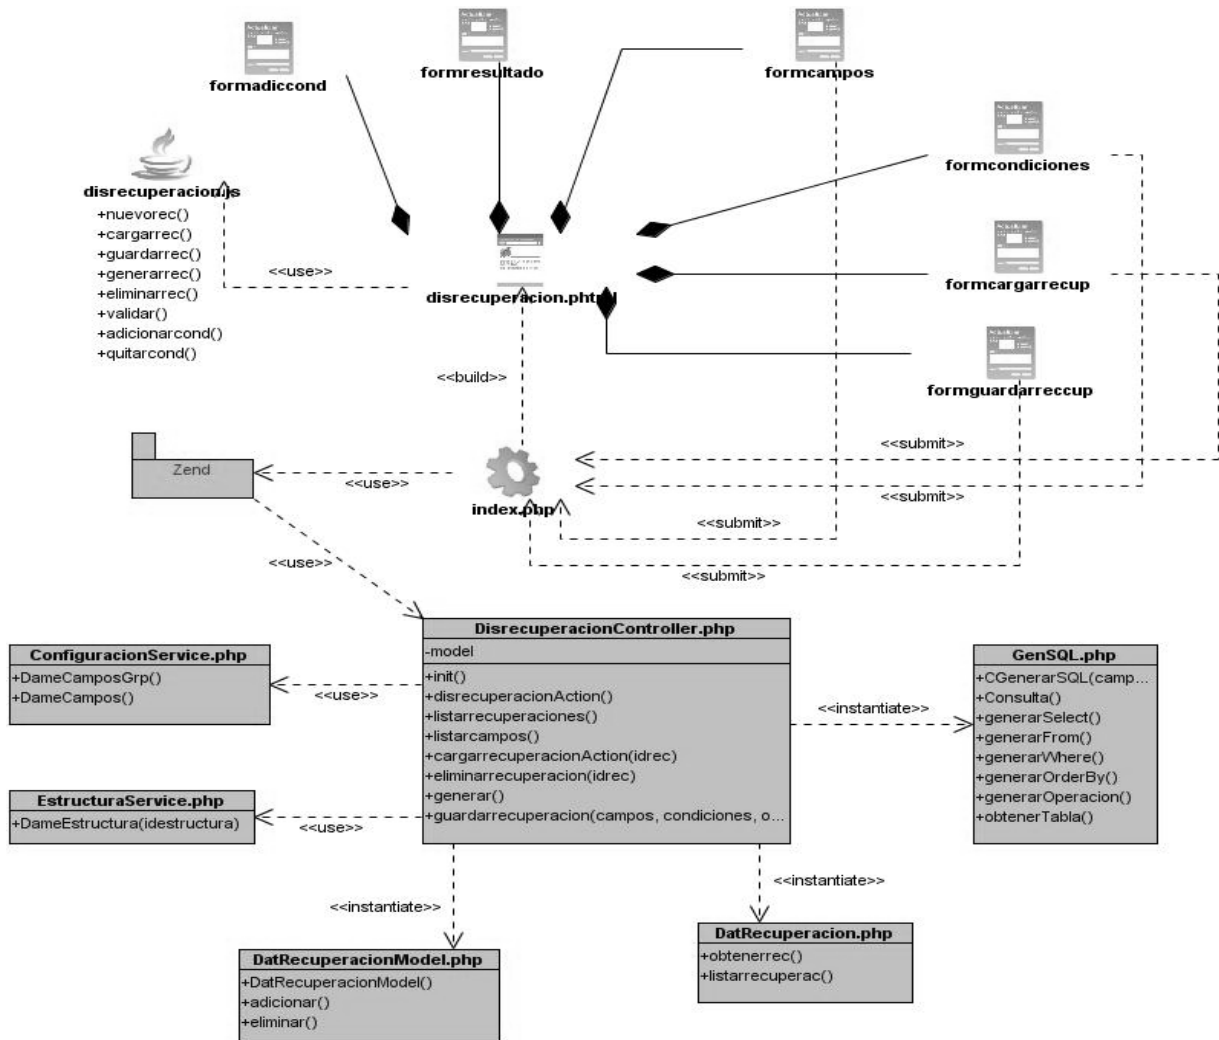 formadiccond
formresultado
formcampos
formcondiciones
disrecuperacion.js
+nuevorec()
+cargarrec()
+guardarrec()
+generarrec()
+eliminarrec()
+validar()
+adicionarcond()
+quitarcond()
<<use>>
disrecuperacion.phtml
formcargarrecup
formguardarreccup
<<build>>
<<submit>>
Zend
<<use>>
index.php
<<submit>>
<<submit>>
<<submit>>
<<use>>
DisrecuperacionController.php
-model
+init()
+disrecuperacionAction()
+listarrecuperaciones()
+listarcampos()
+cargarrecuperacionAction(idrec)
+eliminarrecuperacion(idrec)
+generar()
+guardarrecuperacion(campos, condiciones, o...
ConfiguracionService.php
+DameCamposGrp()
+DameCampos()
<<use>>
EstructuraService.php
+DameEstructura(idestructura)
<<use>>
<<instantiate>>
GenSQL.php
+CGenerarSQL(camp...
+Consulta()
+generarSelect()
+generarFrom()
+generarWhere()
+generarOrderBy()
+generarOperacion()
+obtenerTabla()
<<instantiate>>
<<instantiate>>
DatRecuperacionModel.php
+DatRecuperacionModel()
+adicionar()
+eliminar()
DatRecuperacion.php
+obtenerrec()
+listarrecuperac()